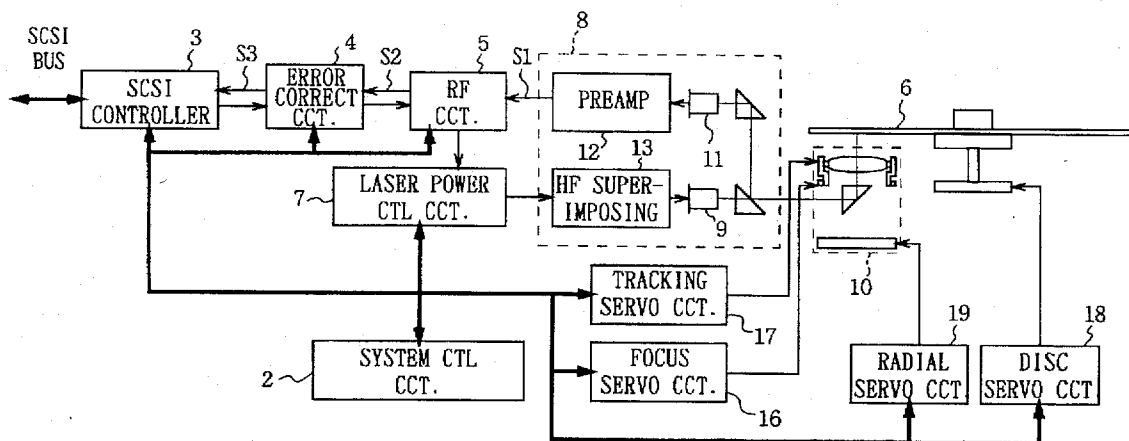 SCSI
BUS
3
SCSI
CONTROLLER
S3
4
ERROR
CORRECT
CCT.
S2
5
RF
CCT.
S1
8
PREAMP
12
11
13
HF SUPER-
IMPOSING
9
6
10
7
LASER POWER
CTL CCT.
2
SYSTEM CTL
CCT.
TRACKING
SERVO CCT.
17
FOCUS
SERVO CCT.
16
19
RADIAL
SERVO CCT.
18
DISC
SERVO CCT